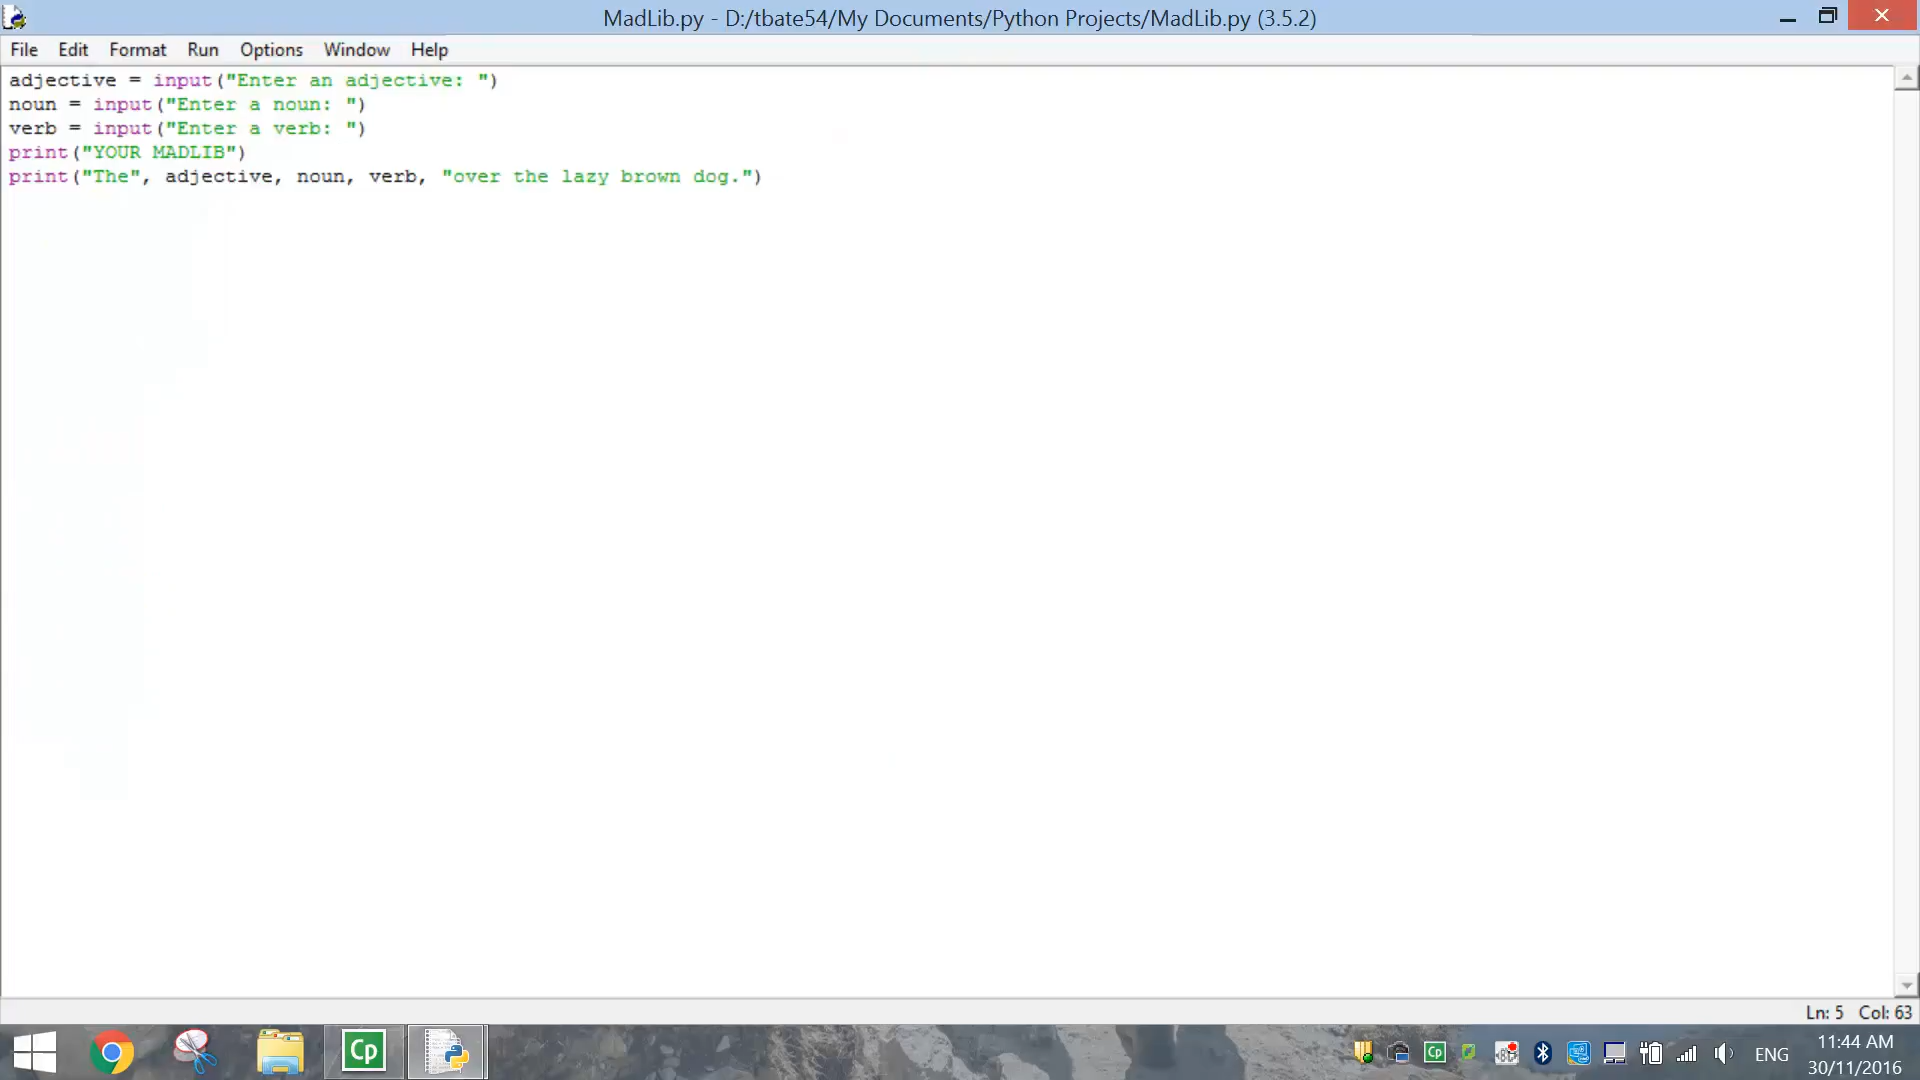 MadLib.py - D:/tbate54/My Documents/Python Projects/MadLib.py (3.5.2)
File Edit Format Run Options Window Help
adjective = input("Enter an adjective: ")
noun = input("Enter a noun: ")
verb = input("Enter a verb: ")
print("YOUR MADLIB")
print("The", adjective, noun, verb, "over the lazy brown dog.")
Ln: 5 Col: 63
Cp
Cp
ENG
11:44 AM
30/11/2016